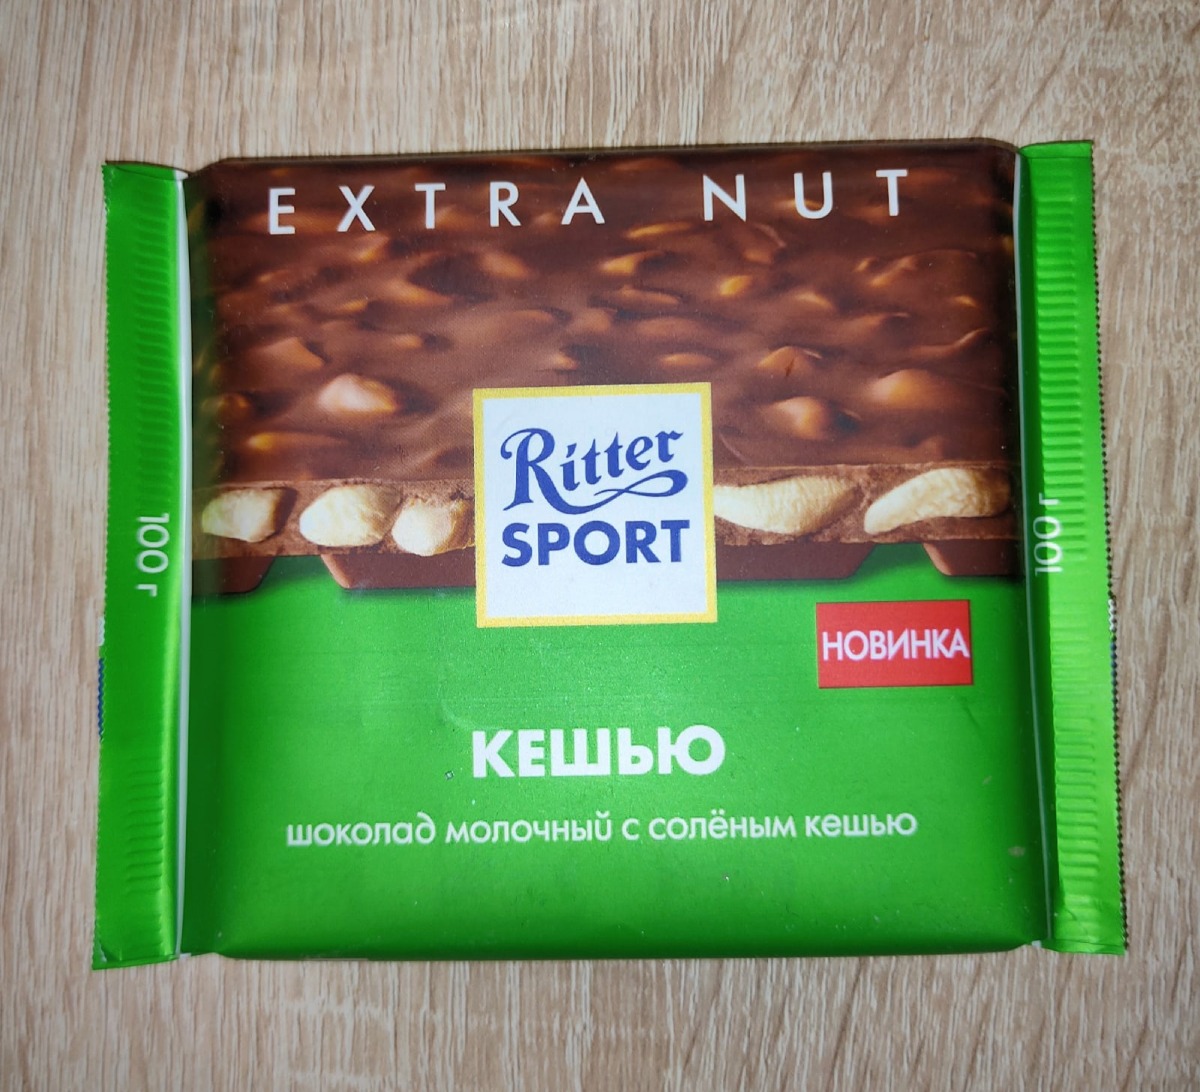 EXTRA NUT
Ritter
SPORT
100 г
100 г
НОВИНКА
КЕШЬЮ
шоколад молочный с солёным кешью